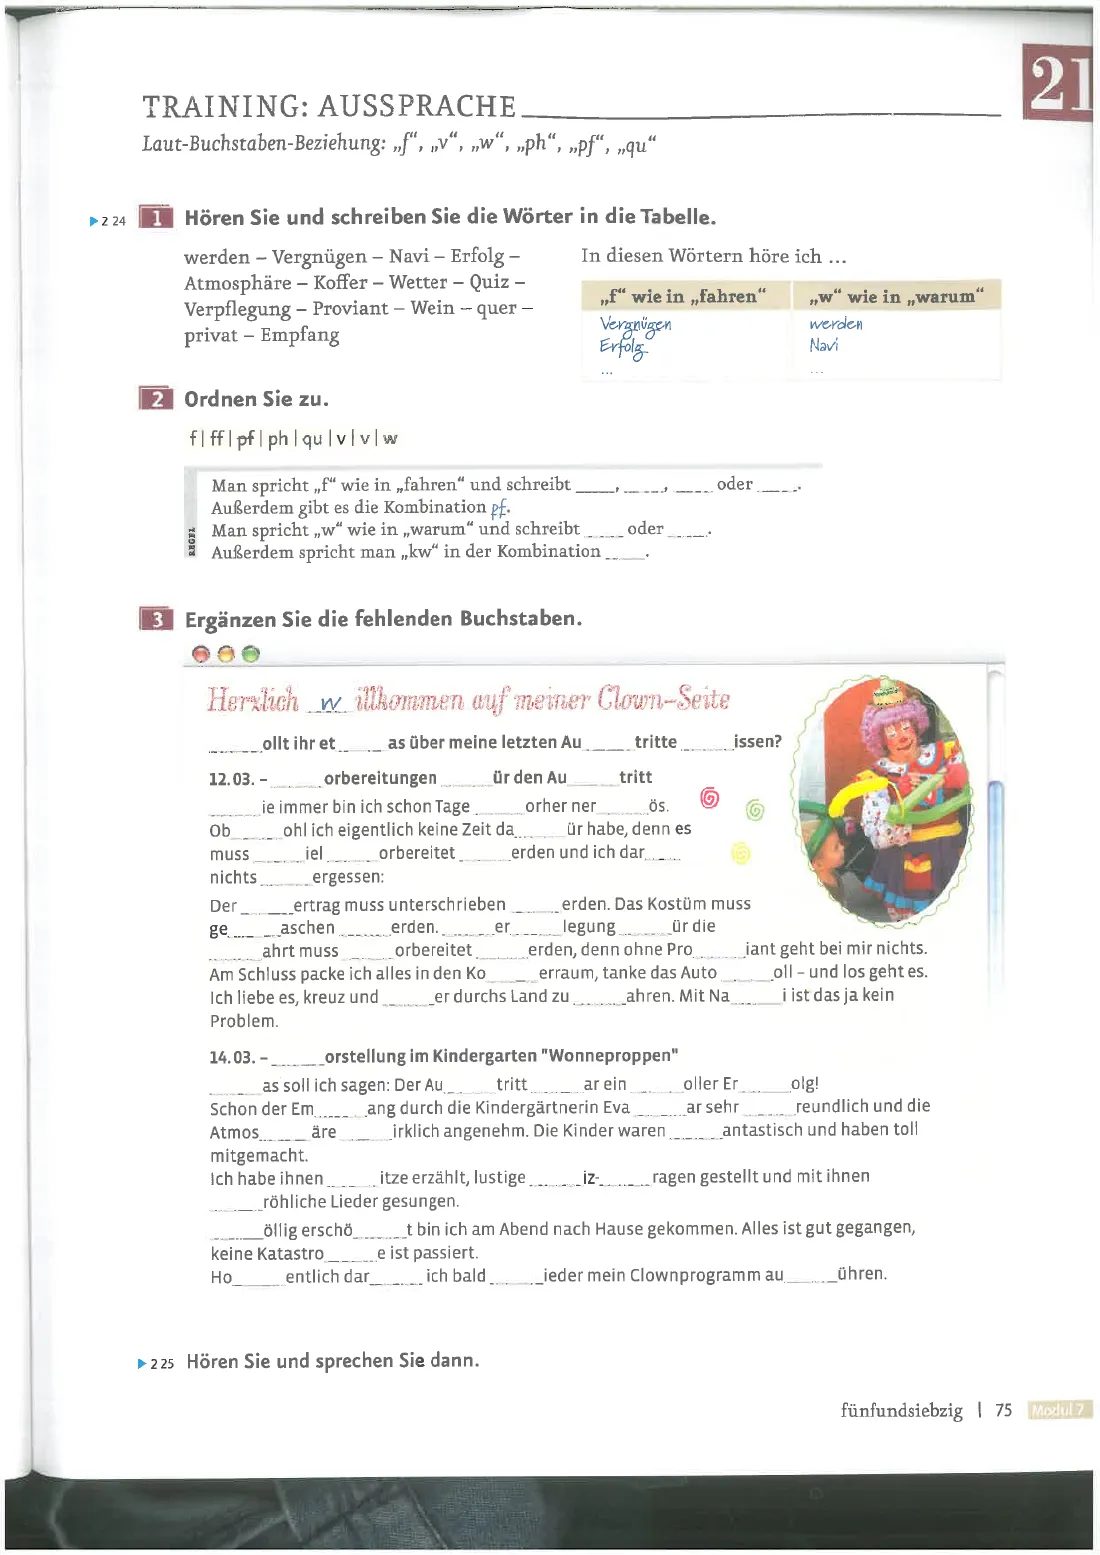 21
TRAINING: AUSSPRACHE
Laut-Buchstaben-Beziehung: „f“, „v“, „w“, „ph“, „pf“, „qu“
▶ 2 24 1 Hören Sie und schreiben Sie die Wörter in die Tabelle.
werden – Vergnügen – Navi – Erfolg –
Atmosphäre – Koffer – Wetter – Quiz –
Verpflegung – Proviant – Wein – quer –
privat – Empfang
In diesen Wörtern höre ich ...
„f“ wie in „fahren“ „w“ wie in „warum“
Vergnügen werden
Erfolg Navi
... ...
2 Ordnen Sie zu.
f | ff | pf | ph | qu | v | v | w
REGEL
Man spricht „f“ wie in „fahren“ und schreibt ____, ____, ____ oder ____.
Außerdem gibt es die Kombination pf.
Man spricht „w“ wie in „warum“ und schreibt ____ oder ____.
Außerdem spricht man „kw“ in der Kombination ____.
3 Ergänzen Sie die fehlenden Buchstaben.
Herzlich w illkommen auf meiner Clown-Seite
____ollt ihr et____as über meine letzten Au____tritte ____issen?
12.03. – ____orbereitungen ____ür den Au____tritt
____ie immer bin ich schon Tage ____orher ner____ös.
Ob____ohl ich eigentlich keine Zeit da____ür habe, denn es
muss ____iel ____orbereitet ____erden und ich dar____
nichts ____ergessen:
Der ____ertrag muss unterschrieben ____erden. Das Kostüm muss
ge____aschen ____erden. ____er____legung ____ür die
____ahrt muss ____orbereitet ____erden, denn ohne Pro____iant geht bei mir nichts.
Am Schluss packe ich alles in den Ko____erraum, tanke das Auto ____oll – und los geht es.
Ich liebe es, kreuz und ____er durchs Land zu ____ahren. Mit Na____i ist das ja kein
Problem.
14.03. – ____orstellung im Kindergarten "Wonneproppen"
____as soll ich sagen: Der Au____tritt ____ar ein ____oller Er____olg!
Schon der Em____ang durch die Kindergärtnerin Eva ____ar sehr ____reundlich und die
Atmos____äre ____irklich angenehm. Die Kinder waren ____antastisch und haben toll
mitgemacht.
Ich habe ihnen ____itze erzählt, lustige ____iz-____ragen gestellt und mit ihnen
____röhliche Lieder gesungen.
____öllig erschö____t bin ich am Abend nach Hause gekommen. Alles ist gut gegangen,
keine Katastro____e ist passiert.
Ho____entlich dar____ ich bald ____ieder mein Clownprogramm au____ühren.
▶ 2 25 Hören Sie und sprechen Sie dann.
fünfundsiebzig | 75 Modul 7